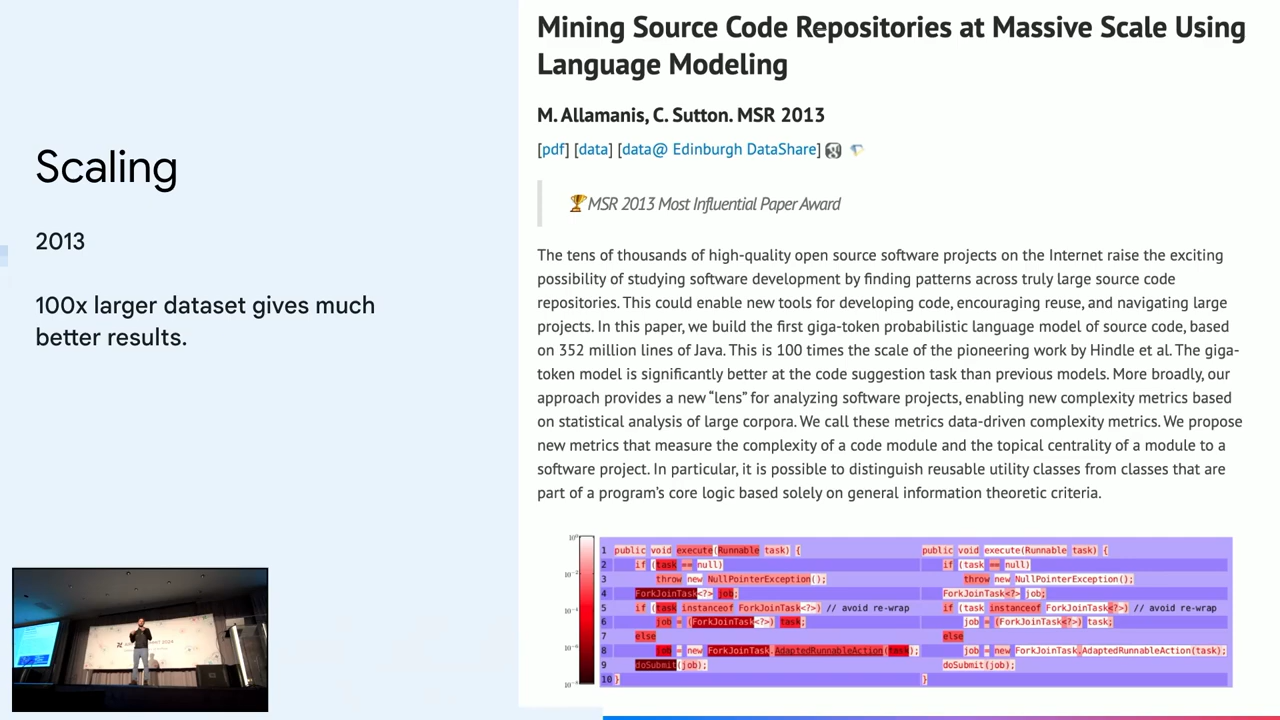 Scaling
2013
100x larger dataset gives much
better results.
Mining Source Code Repositories at Massive Scale Using
Language Modeling
M. Allamanis, C. Sutton. MSR 2013
[pdf] [data] [data@ Edinburgh DataShare]
🏆MSR 2013 Most Influential Paper Award
The tens of thousands of high-quality open source software projects on the Internet raise the exciting
possibility of studying software development by finding patterns across truly large source code
repositories. This could enable new tools for developing code, encouraging reuse, and navigating large
projects. In this paper, we build the first giga-token probabilistic language model of source code, based
on 352 million lines of Java. This is 100 times the scale of the pioneering work by Hindle et al. The giga-
token model is significantly better at the code suggestion task than previous models. More broadly, our
approach provides a new “lens” for analyzing software projects, enabling new complexity metrics based
on statistical analysis of large corpora. We call these metrics data-driven complexity metrics. We propose
new metrics that measure the complexity of a code module and the topical centrality of a module to a
software project. In particular, it is possible to distinguish reusable utility classes from classes that are
part of a program’s core logic based solely on general information theoretic criteria.
1 public void execute(Runnable task) {
2 if (task == null)
3 throw new NullPointerException();
4 ForkJoinTask<?> job;
5 if (task instanceof ForkJoinTask<?>) // avoid re-wrap
6 job = (ForkJoinTask<?>) task;
7 else
8 job = new ForkJoinTask.AdaptedRunnableAction(task);
9 doSubmit(job);
10 }
public void execute(Runnable task) {
if (task == null)
throw new NullPointerException();
ForkJoinTask<?> job;
if (task instanceof ForkJoinTask<?>) // avoid re-wrap
job = (ForkJoinTask<?>) task;
else
job = new ForkJoinTask.AdaptedRunnableAction(task);
doSubmit(job);
}